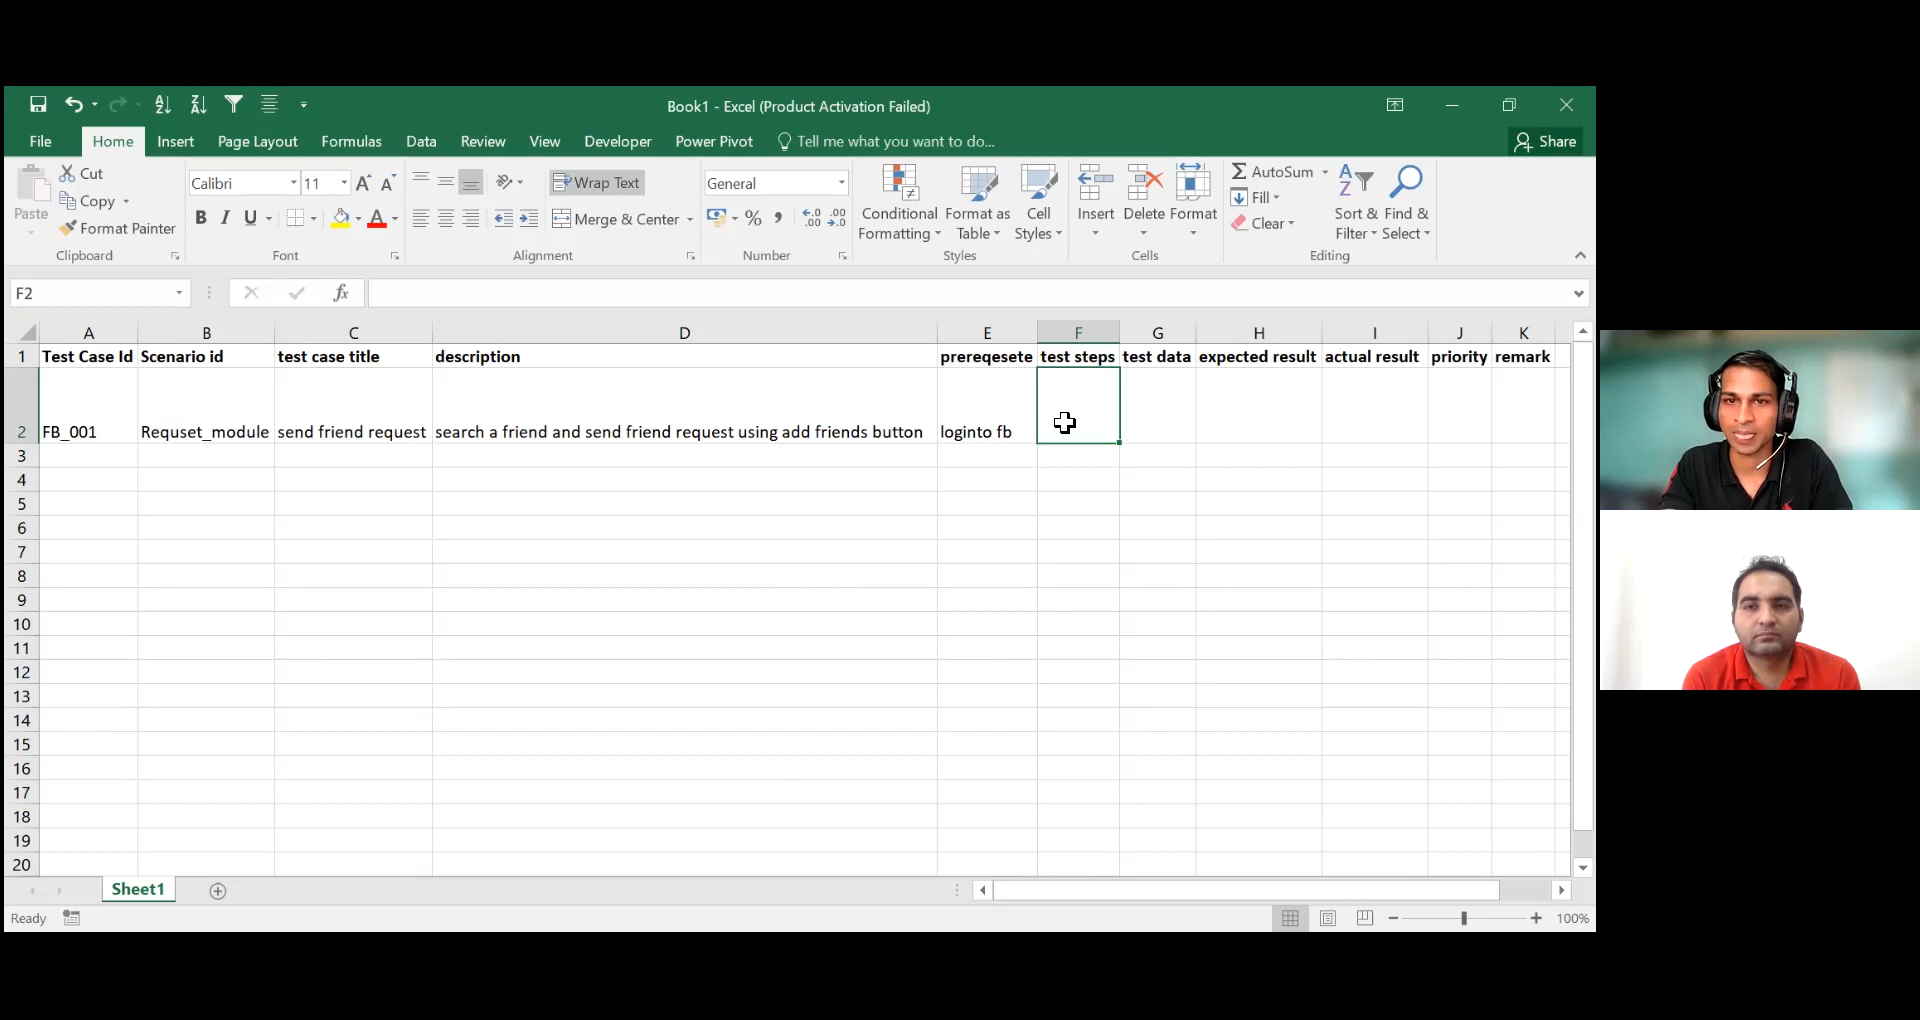 Book1 - Excel (Product Activation Failed)
File Home Insert Page Layout Formulas Data Review View Developer Power Pivot Tell me what you want to do... Share
Paste
Cut
Copy
Format Painter
Clipboard
Calibri 11
B I U
Font
Wrap Text
Merge & Center
Alignment
General
Number
Conditional Formatting
Format as Table
Cell Styles
Styles
Insert
Delete
Format
Cells
AutoSum
Fill
Clear
Sort & Filter
Find & Select
Editing
F2
fx
A B C D E F G H I J K
1 Test Case Id Scenario id test case title description prereqesete test steps test data expected result actual result priority remark
2 FB_001 Requset_module send friend request search a friend and send friend request using add friends button loginto fb
3
4
5
6
7
8
9
10
11
12
13
14
15
16
17
18
19
20
Sheet1
Ready
100%